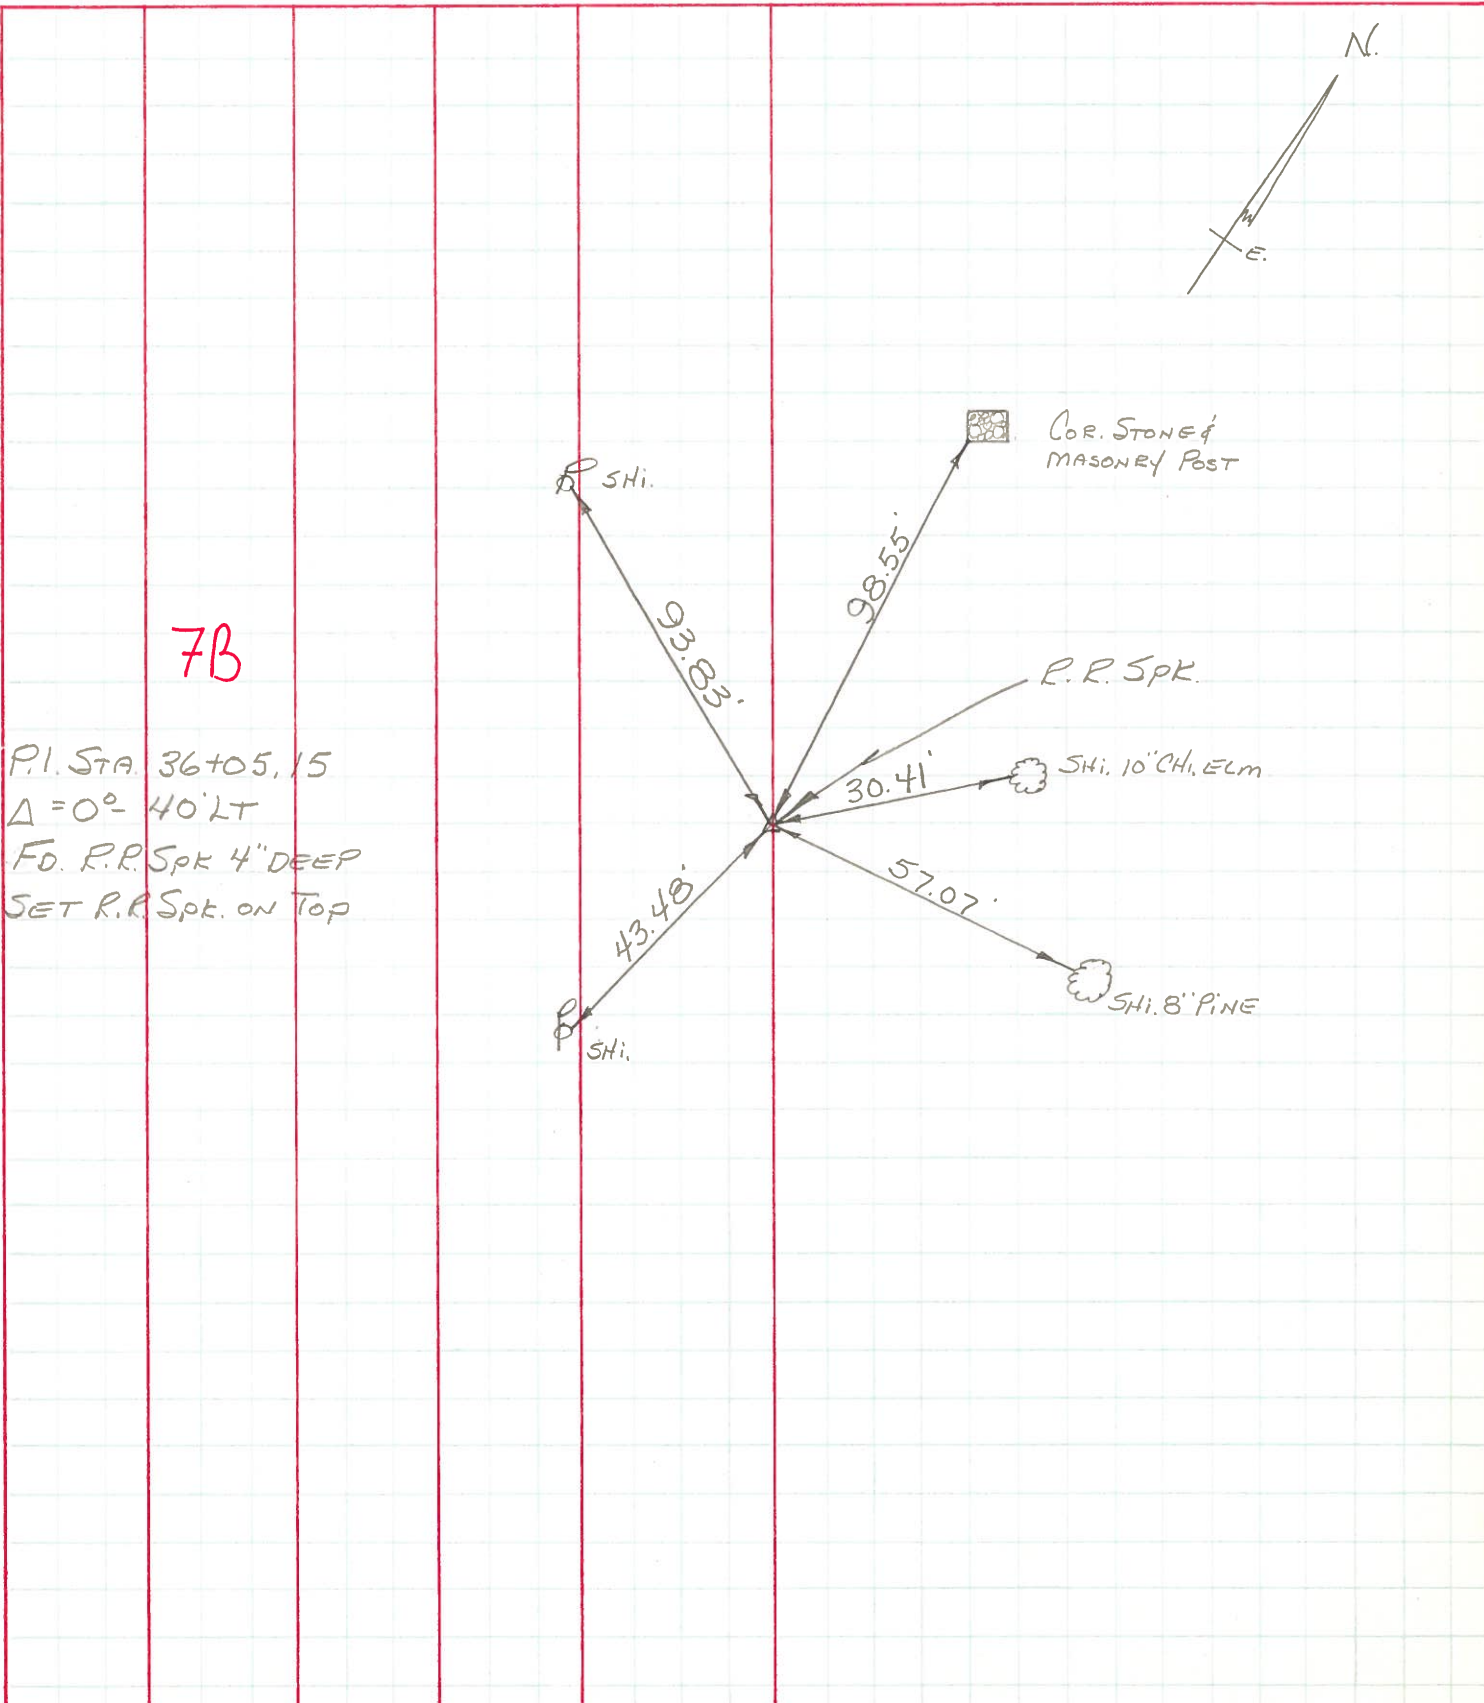 N.
E.
COR. STONE &
MASONRY POST
SHi.
98.55'
93.83'
7B
R.R. SPK.
P.I. STA. 36+05.15
30.41'
SHi. 10" CHi. ELM
Δ = 0° 40' LT
FD. R.R. SPK 4" DEEP
57.07'
SET R.R. SPK. ON TOP
43.48'
SHi. 8" PiNE
SHi.